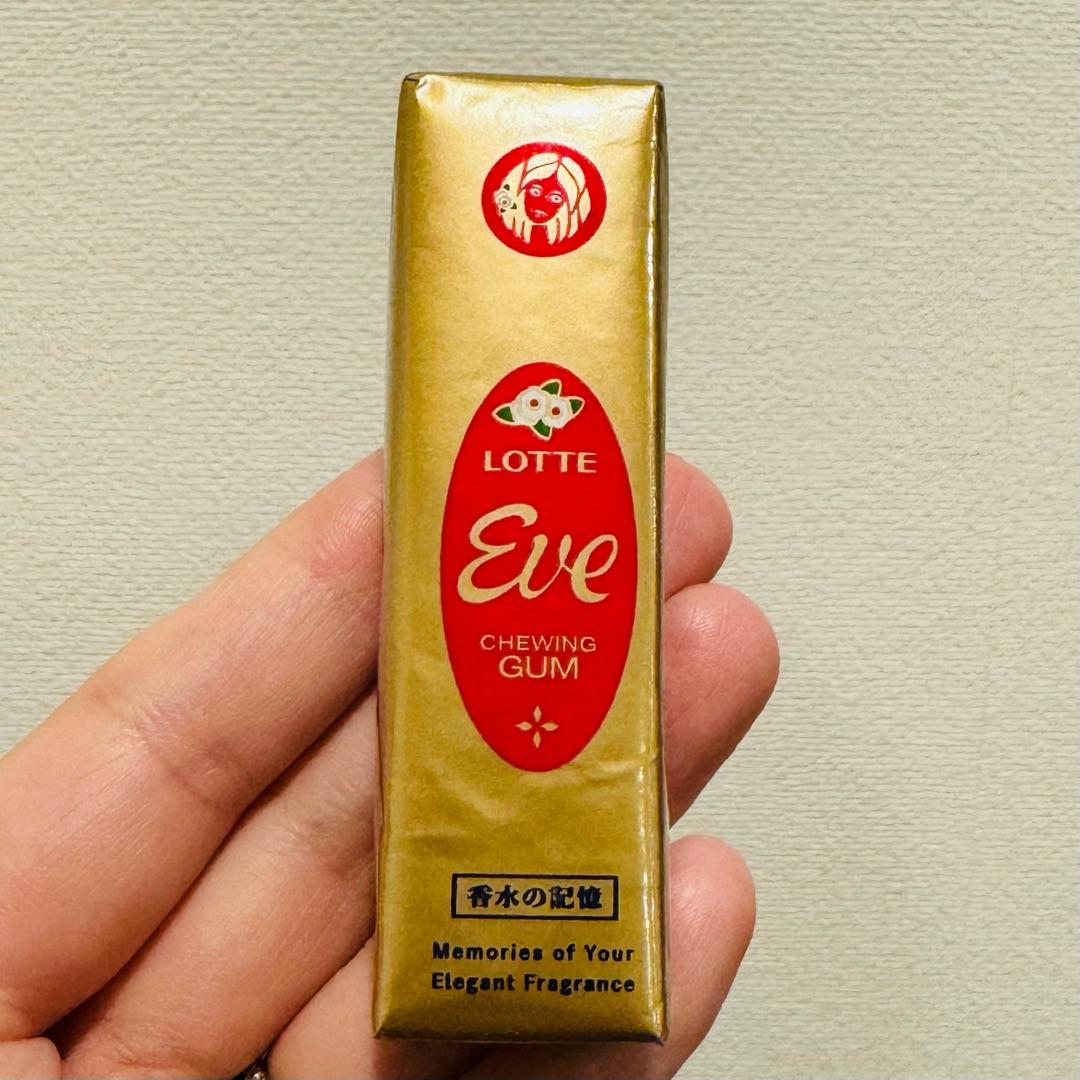 LOTTE
Eve
CHEWING
GUM
香水の記憶
Memories of Your
Elegant Fragrance